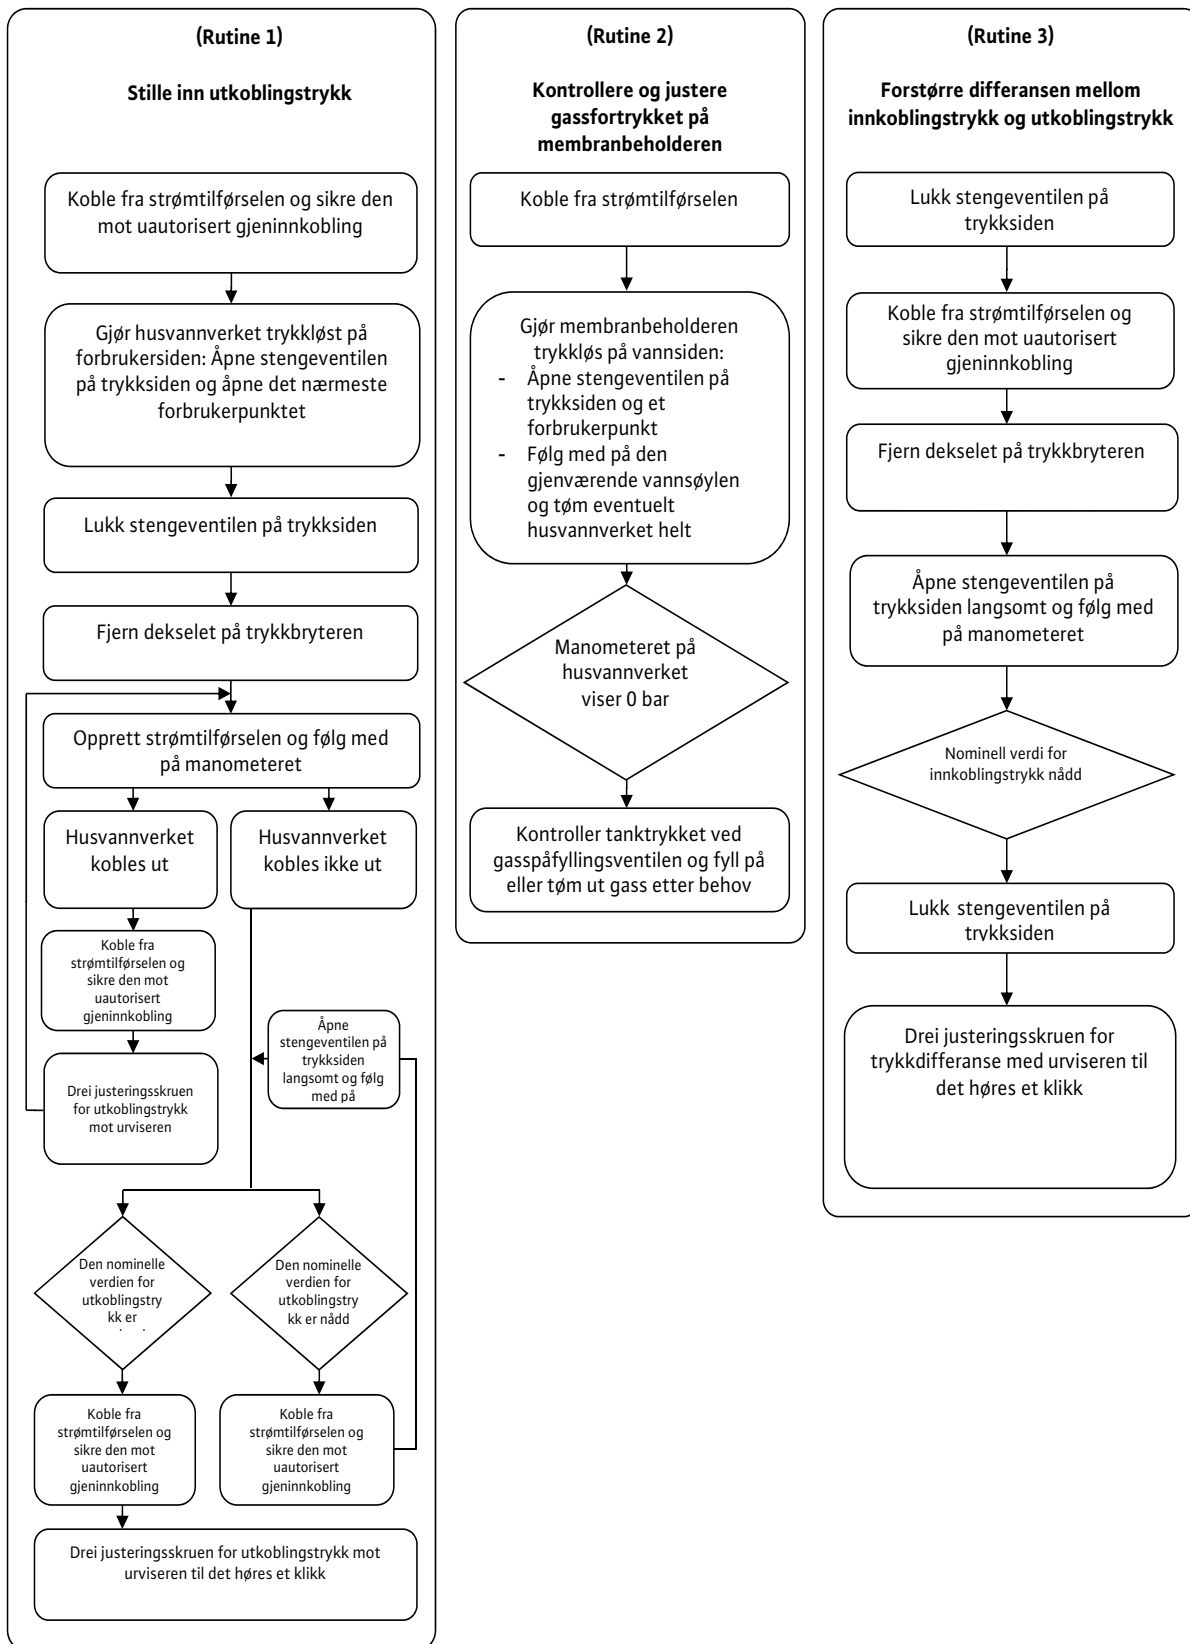 (Rutine 1)
Stille inn utkoblingstrykk
Koble fra strømtilførselen og sikre den
mot uautorisert gjeninnkobling
Gjør husvannverket trykkløst på
forbrukersiden: Åpne stengeventilen
på trykksiden og åpne det nærmeste
forbrukerpunktet
Lukk stengeventilen på trykksiden
Fjern dekselet på trykkbryteren
Opprett strømtilførselen og følg med
på manometeret
Husvannverket
kobles ut
Husvannverket
kobles ikke ut
Koble fra
strømtilførselen og
sikre den mot
uautorisert
gjeninnkobling
Åpne
stengeventilen på
trykksiden
langsomt og følg
med på
Drei justeringsskruen
for utkoblingstrykk
mot urviseren
Den nominelle
verdien for
utkoblingstry
kk er
Den nominelle
verdien for
utkoblingstry
kk er nådd
Koble fra
strømtilførselen og
sikre den mot
uautorisert
gjeninnkobling
Koble fra
strømtilførselen og
sikre den mot
uautorisert
gjeninnkobling
Drei justeringsskruen for utkoblingstrykk mot
urviseren til det høres et klikk
(Rutine 2)
Kontrollere og justere
gassfortrykket på
membranbeholderen
Koble fra strømtilførselen
Gjør membranbeholderen
trykkløs på vannsiden:
- Åpne stengeventilen på
trykksiden og et
forbrukerpunkt
- Følg med på den
gjenværende vannsøylen
og tøm eventuelt
husvannverket helt
Manometeret på
husvannverket
viser 0 bar
Kontroller tanktrykket ved
gasspåfyllingsventilen og fyll på
eller tøm ut gass etter behov
(Rutine 3)
Forstørre differansen mellom
innkoblingstrykk og utkoblingstrykk
Lukk stengeventilen på
trykksiden
Koble fra strømtilførselen og
sikre den mot uautorisert
gjeninnkobling
Fjern dekselet på trykkbryteren
Åpne stengeventilen på
trykksiden langsomt og følg med
på manometeret
Nominell verdi for
innkoblingstrykk nådd
Lukk stengeventilen på
trykksiden
Drei justeringsskruen for
trykkdifferanse med urviseren til
det høres et klikk